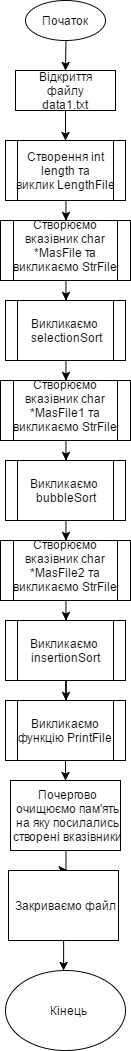 Початок
Відкриття
файлу
data1.txt
Створення int
length та
виклик LengthFile
Створюємо
вказівник char
*MasFile та
викликаємо StrFile
Викликаємо
selectionSort
Створюємо
вказівник char
*MasFile1 та
викликаємо StrFile
Викликаємо
bubbleSort
Створюємо
вказівник char
*MasFile2 та
викликаємо StrFile
Викликаємо
insertionSort
Викликаємо
функцію PrintFile
Почергово
очищюємо пам'ять
на яку посилались
створені вказівники
Закриваємо файл
Кінець